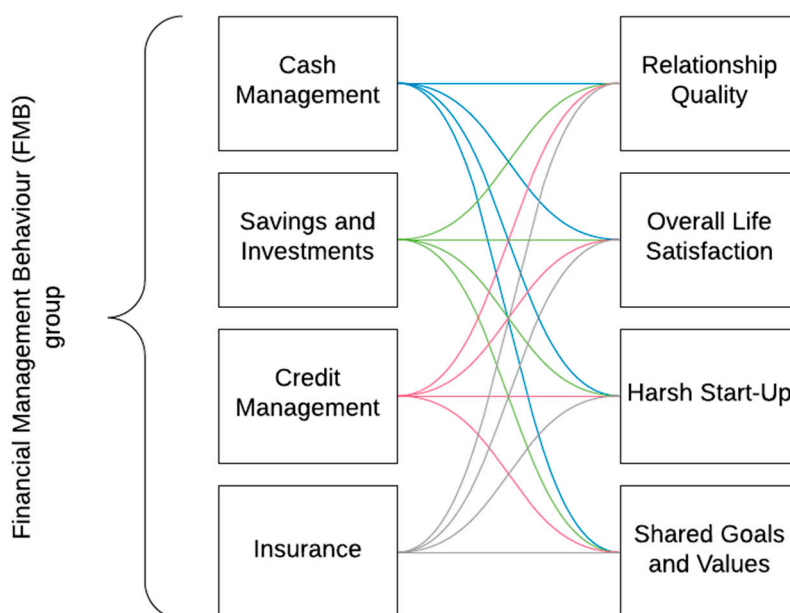 Financial Management Behaviour (FMB)
group
Cash
Management
Savings and
Investments
Credit
Management
Insurance
Relationship
Quality
Overall Life
Satisfaction
Harsh Start-Up
Shared Goals
and Values